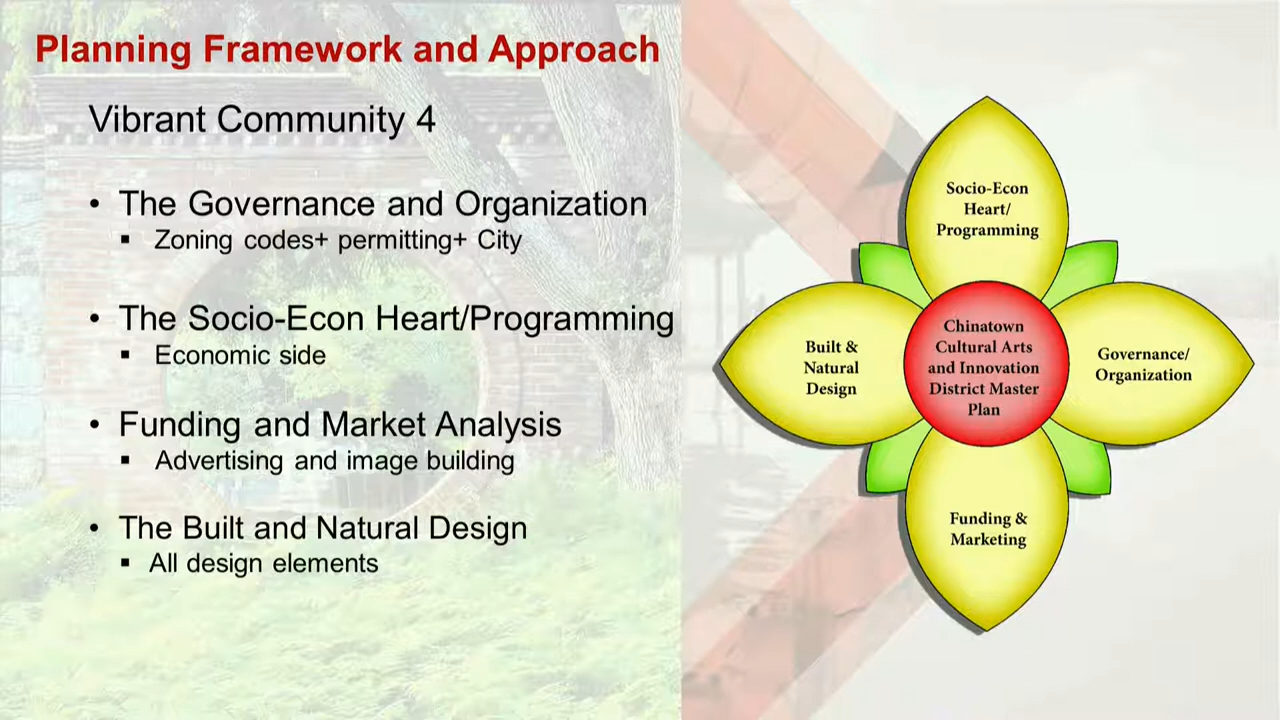 Planning Framework and Approach
Vibrant Community 4
• The Governance and Organization
▪ Zoning codes+ permitting+ City
• The Socio-Econ Heart/Programming
▪ Economic side
• Funding and Market Analysis
▪ Advertising and image building
• The Built and Natural Design
▪ All design elements
Socio-Econ
Heart/
Programming
Built &
Natural
Design
Chinatown
Cultural Arts
and Innovation
District Master
Plan
Governance/
Organization
Funding &
Marketing